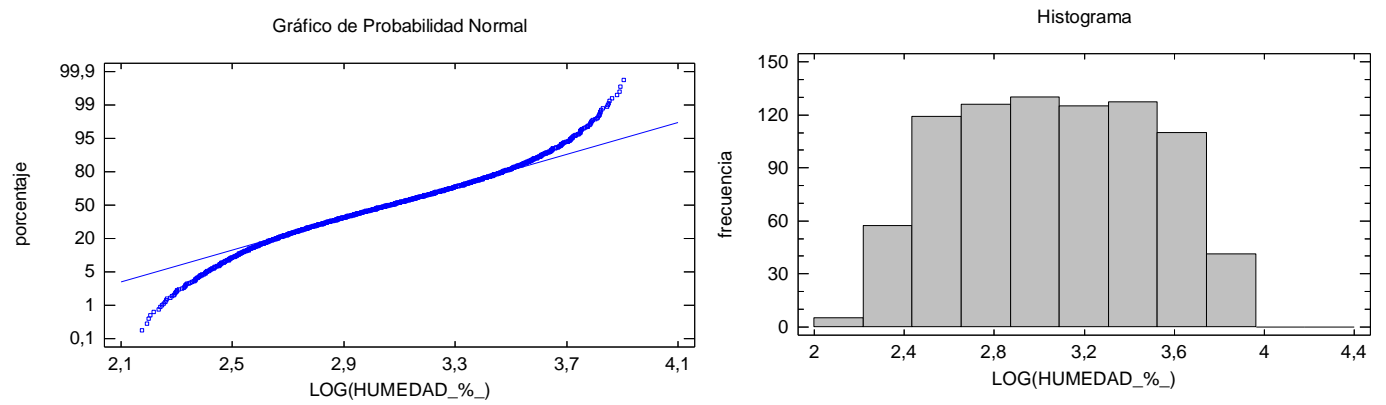 Gráfico de Probabilidad Normal
99,9
99
95
80
50
20
5
1
0,1
porcentaje
2,1 2,5 2,9 3,3 3,7 4,1
LOG(HUMEDAD_%_)
Histograma
150
120
90
60
30
0
frecuencia
2 2,4 2,8 3,2 3,6 4 4,4
LOG(HUMEDAD_%_)